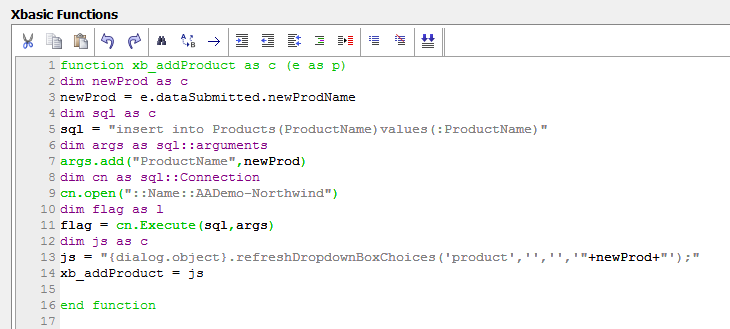 Xbasic Functions
1 function xb_addProduct as c (e as p)
2 dim newProd as c
3 newProd = e.dataSubmitted.newProdName
4 dim sql as c
5 sql = "insert into Products(ProductName)values(:ProductName)"
6 dim args as sql::arguments
7 args.add("ProductName",newProd)
8 dim cn as sql::Connection
9 cn.open("::Name::AADemo-Northwind")
10 dim flag as l
11 flag = cn.Execute(sql,args)
12 dim js as c
13 js = "{dialog.object}.refreshDropdownBoxChoices('product','','','"+newProd+"');"
14 xb_addProduct = js
15
16 end function
17